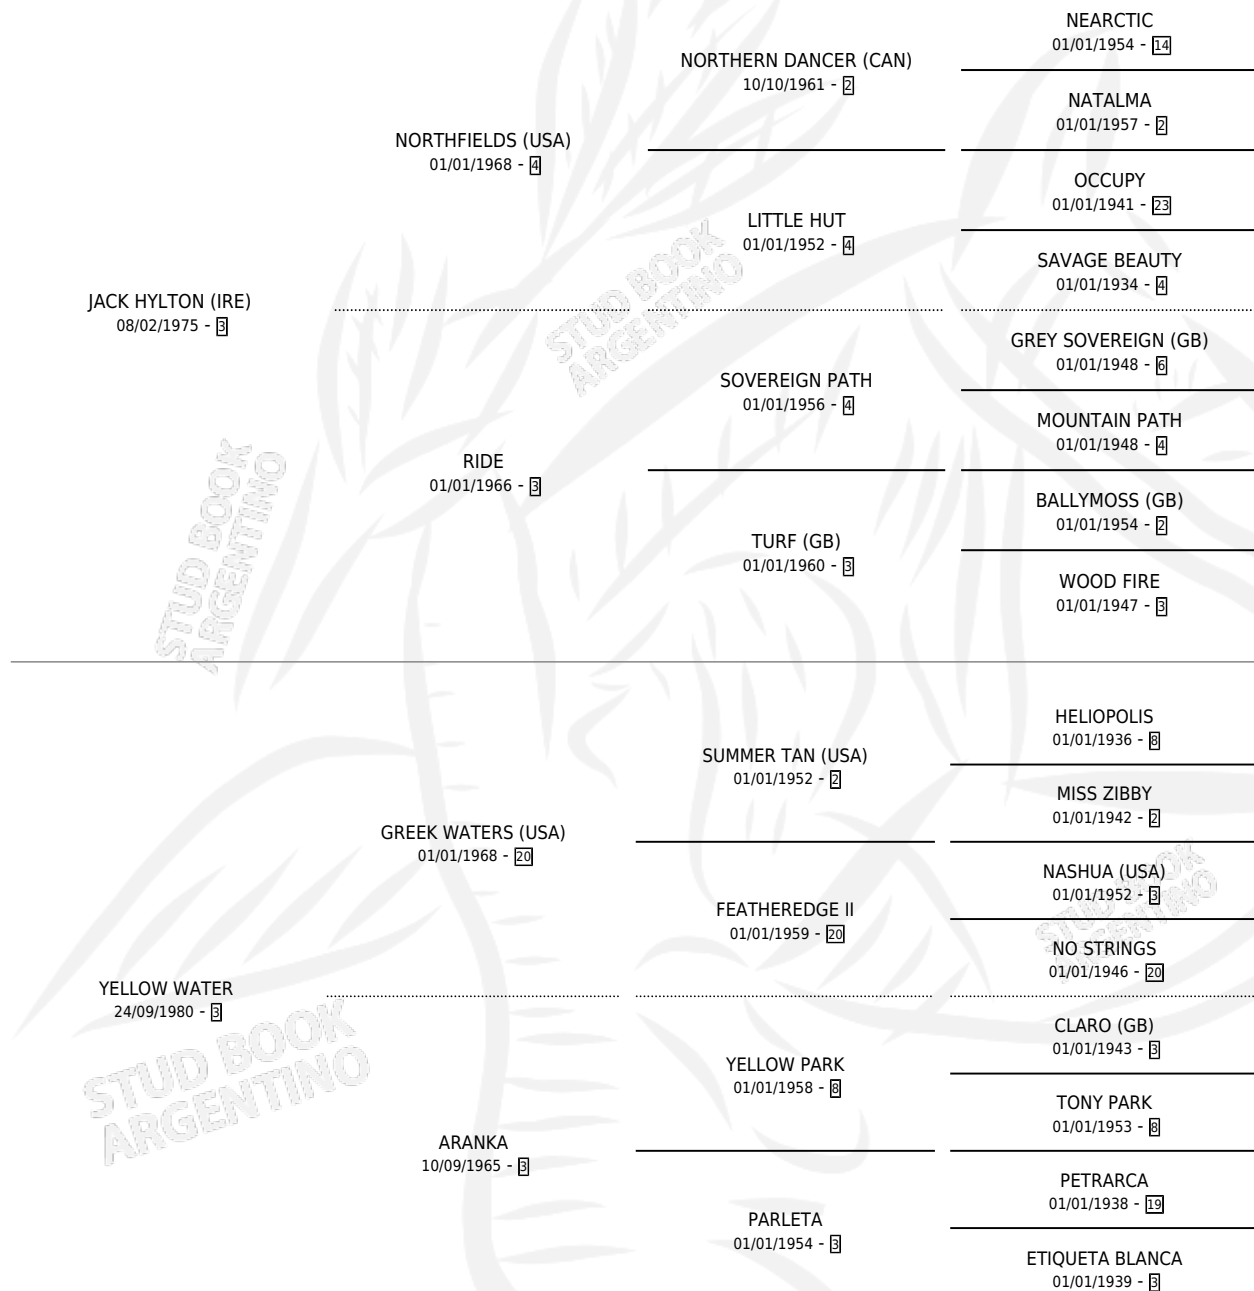 NEARCTIC
01/01/1954 - 14
NORTHERN DANCER (CAN)
10/10/1961 - 2
NATALMA
01/01/1957 - 2
NORTHFIELDS (USA)
01/01/1968 - 4
OCCUPY
01/01/1941 - 23
LITTLE HUT
01/01/1952 - 4
SAVAGE BEAUTY
01/01/1934 - 4
JACK HYLTON (IRE)
08/02/1975 - 3
GREY SOVEREIGN (GB)
01/01/1948 - 6
SOVEREIGN PATH
01/01/1956 - 4
MOUNTAIN PATH
01/01/1948 - 4
RIDE
01/01/1966 - 3
BALLYMOSS (GB)
01/01/1954 - 2
TURF (GB)
01/01/1960 - 3
WOOD FIRE
01/01/1947 - 3
HELIOPOLIS
01/01/1936 - 8
SUMMER TAN (USA)
01/01/1952 - 2
MISS ZIBBY
01/01/1942 - 2
GREEK WATERS (USA)
01/01/1968 - 20
NASHUA (USA)
01/01/1952 - 3
FEATHEREDGE II
01/01/1959 - 20
NO STRINGS
01/01/1946 - 20
YELLOW WATER
24/09/1980 - 3
CLARO (GB)
01/01/1943 - 3
YELLOW PARK
01/01/1958 - 8
TONY PARK
01/01/1953 - 8
ARANKA
10/09/1965 - 3
PETRARCA
01/01/1938 - 19
PARLETA
01/01/1954 - 3
ETIQUETA BLANCA
01/01/1939 - 3
STUD BOOK
ARGENTINO
STUD BOOK
ARGENTINO
STUD BOOK
ARGENTINO
STUD BOOK
ARGENTINO